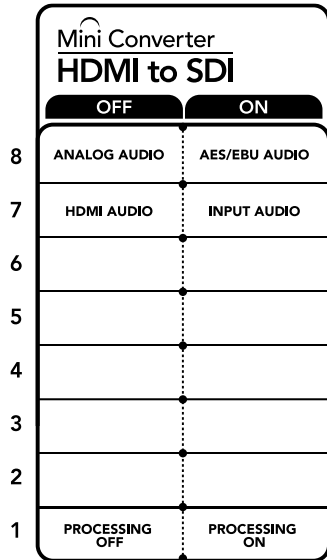 Mini Converter
HDMI to SDI
OFF ON
8 ANALOG AUDIO AES/EBU AUDIO
7 HDMI AUDIO INPUT AUDIO
6
5
4
3
2
1 PROCESSING OFF PROCESSING ON